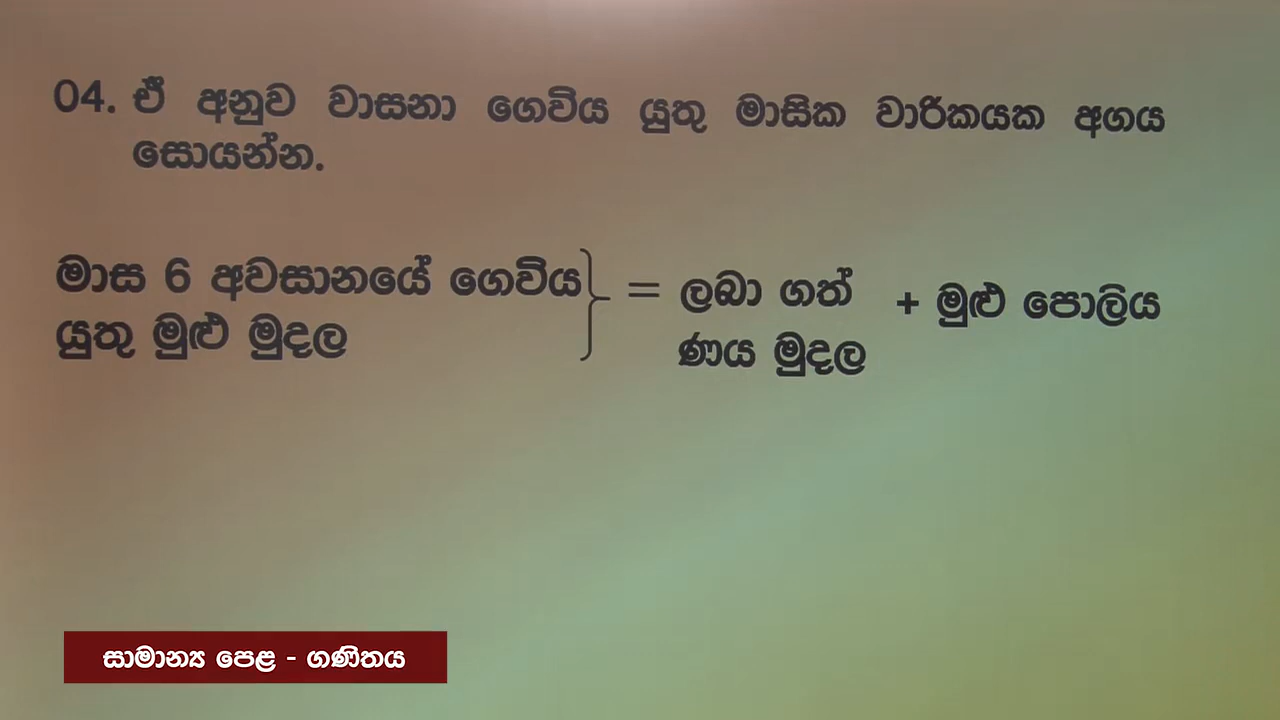 04. ඒ අනුව වාසනා ගෙවිය යුතු මාසික වාරිකයක අගය
සොයන්න.
මාස 6 අවසානයේ ගෙවිය
යුතු මුළු මුදල
} = ලබා ගත්
ණය මුදල
+ මුළු පොලිය
සාමාන්‍ය පෙළ - ගණිතය